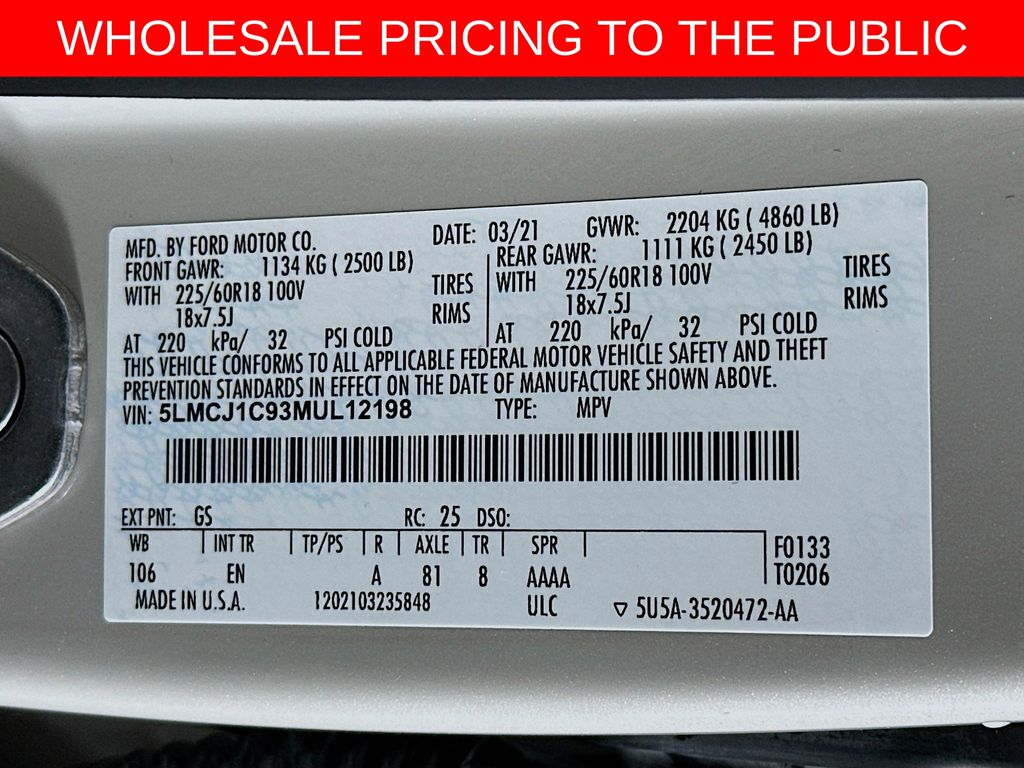 WHOLESALE PRICING TO THE PUBLIC
MFD. BY FORD MOTOR CO. DATE: 03/21 GVWR: 2204 KG ( 4860 LB)
FRONT GAWR: 1134 KG ( 2500 LB) REAR GAWR: 1111 KG ( 2450 LB)
WITH 225/60R18 100V TIRES WITH 225/60R18 100V TIRES
18x7.5J RIMS 18x7.5J RIMS
AT 220 kPa/ 32 PSI COLD AT 220 kPa/ 32 PSI COLD
THIS VEHICLE CONFORMS TO ALL APPLICABLE FEDERAL MOTOR VEHICLE SAFETY AND THEFT
PREVENTION STANDARDS IN EFFECT ON THE DATE OF MANUFACTURE SHOWN ABOVE.
VIN: 5LMCJ1C93MUL12198 TYPE: MPV
EXT PNT: GS RC: 25 DSO:
WB INT TR TP/PS R AXLE TR SPR F0133
106 EN A 81 8 AAAA T0206
MADE IN U.S.A. 1202103235848 ULC 5U5A-3520472-AA